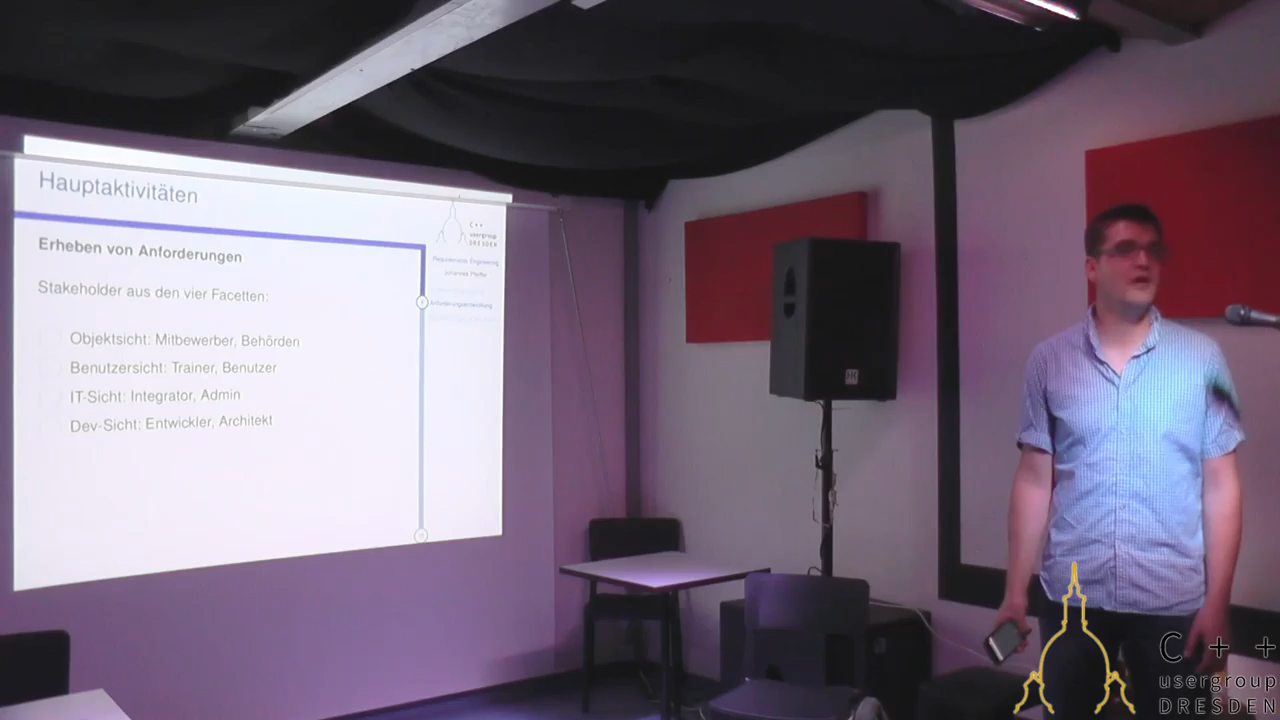 Hauptaktivitäten
Erheben von Anforderungen
Stakeholder aus den vier Facetten:
Objektsicht: Mitbewerber, Behörden
Benutzersicht: Trainer, Benutzer
IT-Sicht: Integrator, Admin
Dev-Sicht: Entwickler, Architekt
C++
usergroup
DRESDEN
Requirements Engineering
Johannes
Anforderungsentwicklung
C++
usergroup
DRESDEN